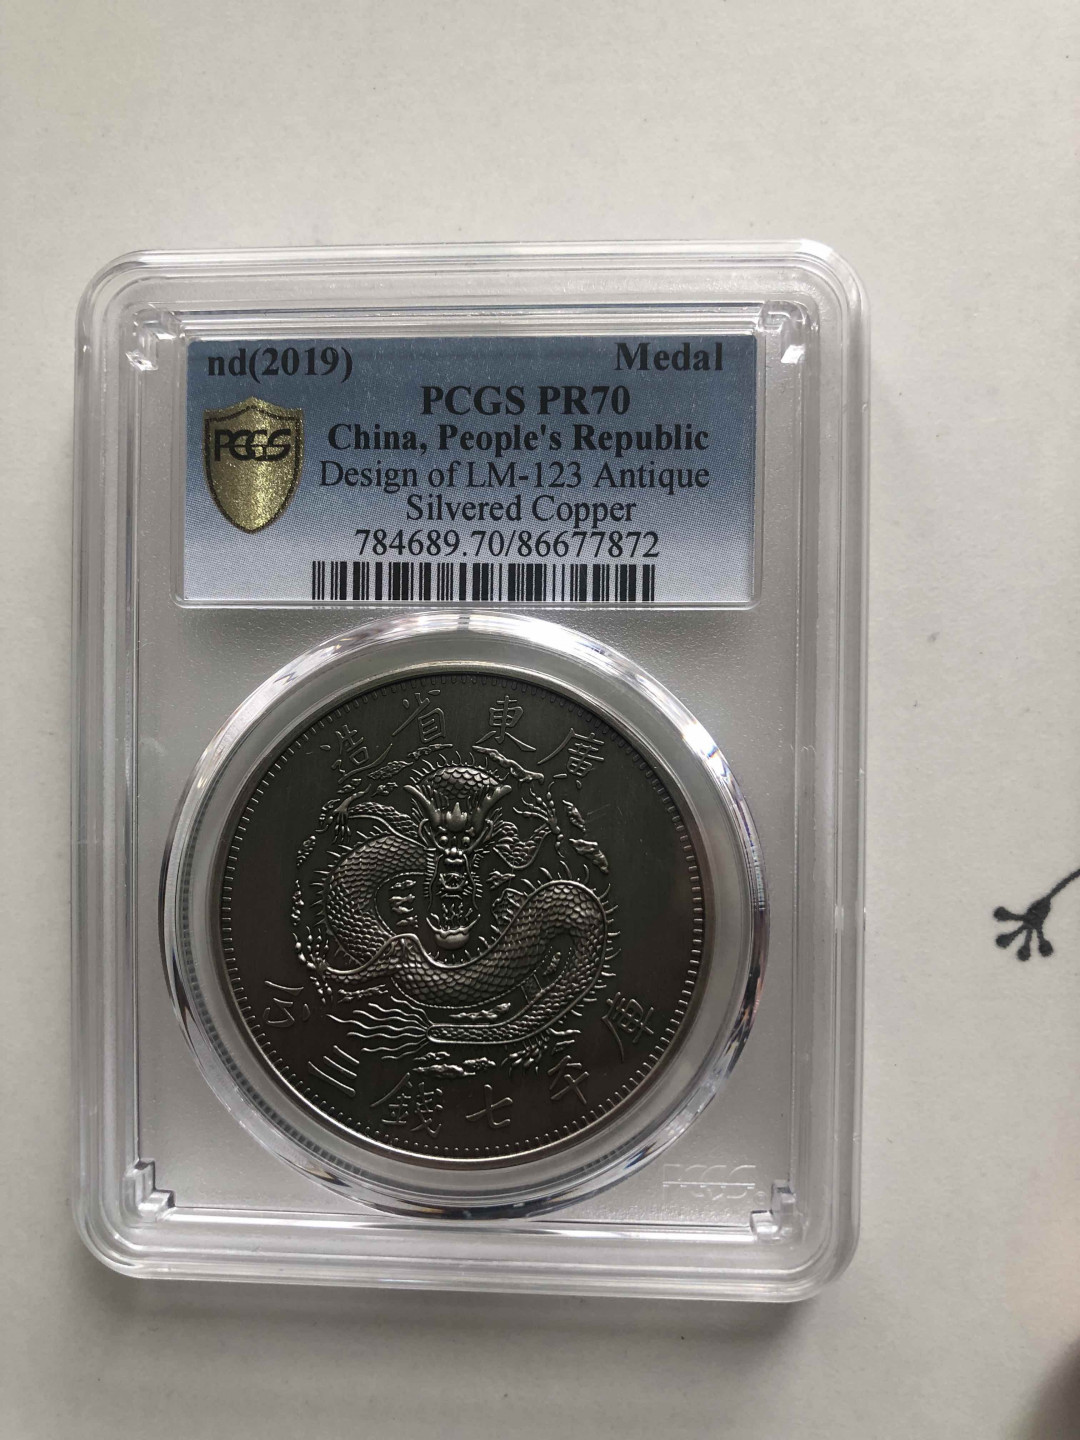 nd(2019) Medal
PCGS PR70
PCGS
China, People's Republic
Design of LM-123 Antique
Silvered Copper
784689.70/86677872
廣東省造
庫平七錢三分
PCGS